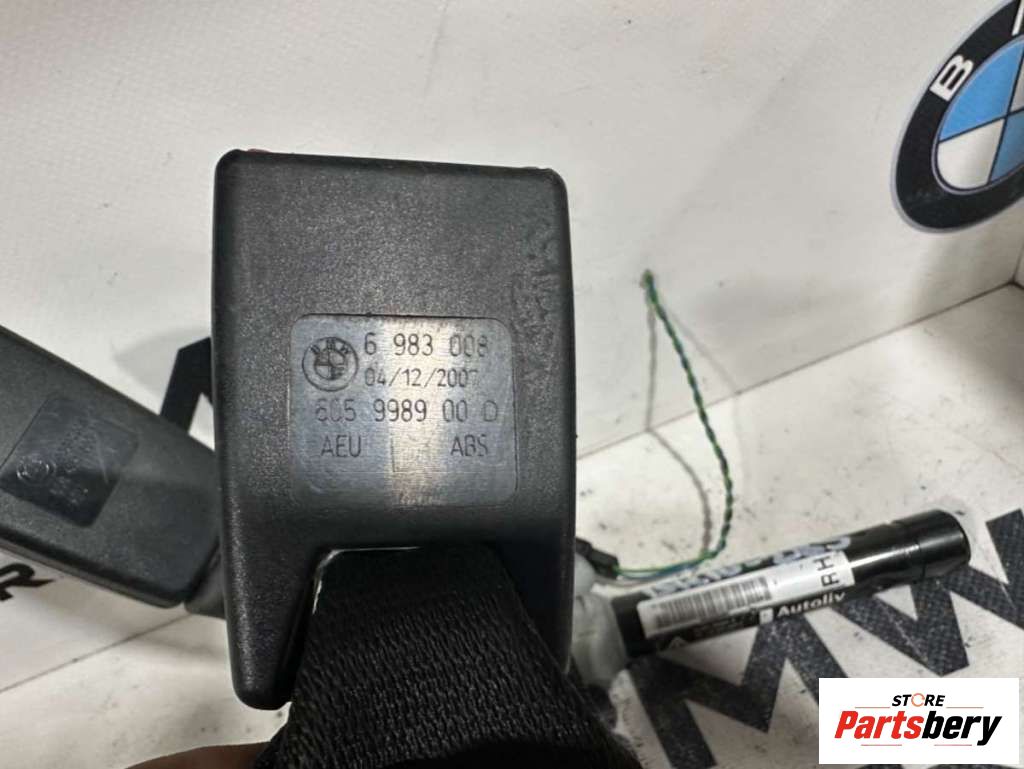 6 983 008
04/12/2007
605 9989 00 D
AEU ABS
B
RH
Autoliv
STORE
Partsbery